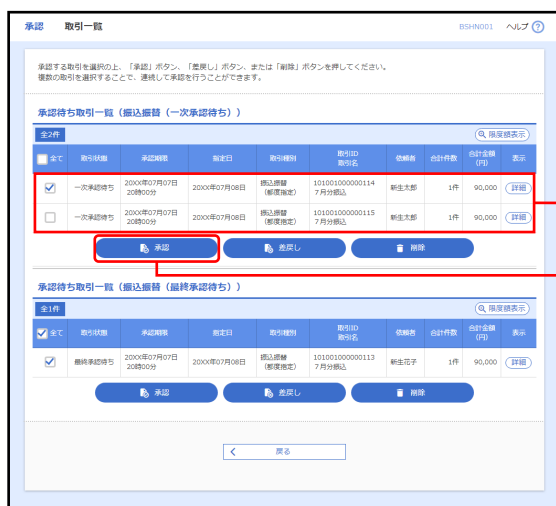 承認 取引一覧 BSHN001 ヘルプ ?
承認する取引を選択の上、「承認」ボタン、「差戻し」ボタン、または「削除」ボタンを押してください。
複数の取引を選択することで、連続して承認を行うことができます。
承認待ち取引一覧（振込振替（一次承認待ち））
全2件 限度額表示
全て 取引状態 承認期限 指定日 取引種別 取引ID 取引名 依頼者 合計件数 合計金額(円) 表示
一次承認待ち 20XX年07月07日 20時00分 20XX年07月08日 振込振替（都度指定） 101001000000114 ７月分振込 新生太郎 1件 90,000 詳細
一次承認待ち 20XX年07月07日 20時00分 20XX年07月08日 振込振替（都度指定） 101001000000115 ７月分振込 新生太郎 1件 90,000 詳細
承認 差戻し 削除
承認待ち取引一覧（振込振替（最終承認待ち））
全1件 限度額表示
全て 取引状態 承認期限 指定日 取引種別 取引ID 取引名 依頼者 合計件数 合計金額(円) 表示
最終承認待ち 20XX年07月07日 20時00分 20XX年07月08日 振込振替（都度指定） 101001000000113 ７月分振込 新生花子 1件 90,000 詳細
承認 差戻し 削除
戻る